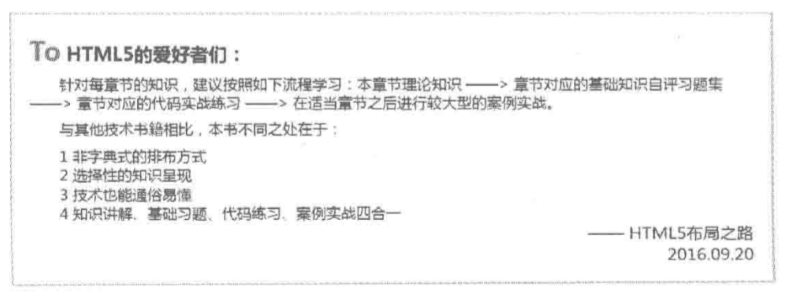 To HTML5的爱好者们：
针对每章节的知识，建议按照如下流程学习：本章节理论知识 ——> 章节对应的基础知识自评习题集
——> 章节对应的代码实战练习 ——> 在适当章节之后进行较大型的案例实战。
与其他技术书籍相比，本书不同之处在于：
1 非字典式的排布方式
2 选择性的知识呈现
3 技术也能通俗易懂
4 知识讲解、基础习题、代码练习、案例实战四合一
—— HTML5布局之路
2016.09.20